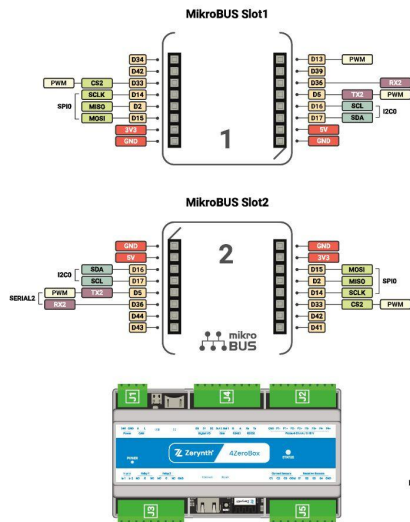 MikroBUS Slot1
D34 D13 PWM
D42 D39
PWM CS2 D33 D36 RX2
SCLK D14 D5 TX2 PWM
SPI0 MISO D2 D16 SCL I2C0
MOSI D15 D17 SDA
3V3 5V
GND GND
1
MikroBUS Slot2
GND GND
5V 3V3
I2C0 SDA D16 D15 MOSI
SCL D17 D2 MISO SPI0
SERIAL2 PWM TX2 D5 D14 SCLK
RX2 D36 D33 CS2 PWM
D44 D42
D43 D41
2
mikro
BUS
J1 J4 J2
POWER
Zerynth 4ZeroBox
STATUS
J3 J5